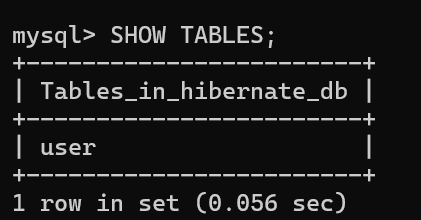 mysql> SHOW TABLES;
+------------------------+
| Tables_in_hibernate_db |
+------------------------+
| user                   |
+------------------------+
1 row in set (0.056 sec)